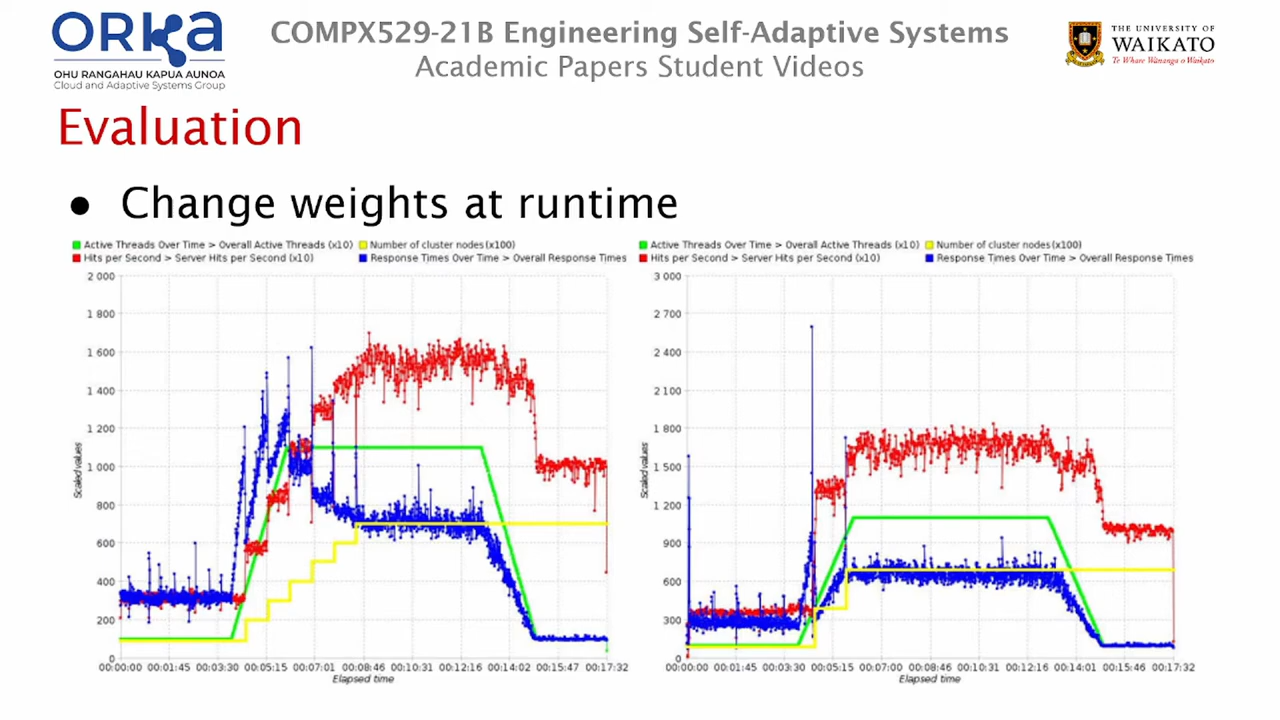 ORKa
OHU RANGAHAU KAPUA AUNOA
Cloud and Adaptive Systems Group
COMPX529-21B Engineering Self-Adaptive Systems
Academic Papers Student Videos
THE UNIVERSITY OF
WAIKATO
Te Whare Wānanga o Waikato
Evaluation
● Change weights at runtime
Active Threads Over Time > Overall Active Threads (x10) Number of cluster nodes (x100)
Hits per Second > Server Hits per Second (x10) Response Times Over Time > Overall Response Times
2 000
1 800
1 600
1 400
1 200
1 000
800
600
400
200
0
Scaled values
00:00:00 00:01:45 00:03:30 00:05:15 00:07:01 00:08:46 00:10:31 00:12:16 00:14:02 00:15:47 00:17:32
Elapsed time
Active Threads Over Time > Overall Active Threads (x10) Number of cluster nodes (x100)
Hits per Second > Server Hits per Second (x10) Response Times Over Time > Overall Response Times
3 000
2 700
2 400
2 100
1 800
1 500
1 200
900
600
300
0
Scaled values
00:00:00 00:01:45 00:03:30 00:05:15 00:07:00 00:08:46 00:10:31 00:12:16 00:14:01 00:15:46 00:17:32
Elapsed time